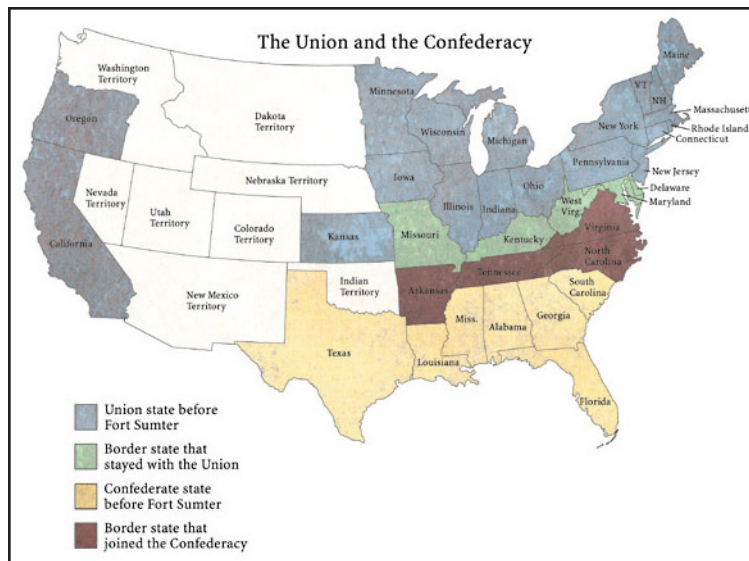 The Union and the Confederacy
Washington
Territory
Oregon
Dakota
Territory
Minnesota
Wisconsin
Michigan
Maine
VT
NH
Massachusett
New York
Rhode Island
Connecticut
Nebraska Territory
Iowa
Pennsylvania
New Jersey
Nevada
Territory
Utah
Territory
Colorado
Territory
Kansas
Illinois
Indiana
Ohio
West
Virg.
Delaware
Maryland
California
Missouri
Kentucky
Virginia
New Mexico
Territory
Indian
Territory
Arkansas
Tennessee
North
Carolina
South
Carolina
Texas
Louisiana
Miss.
Alabama
Georgia
Florida
Union state before
Fort Sumter
Border state that
stayed with the Union
Confederate state
before Fort Sumter
Border state that
joined the Confederacy